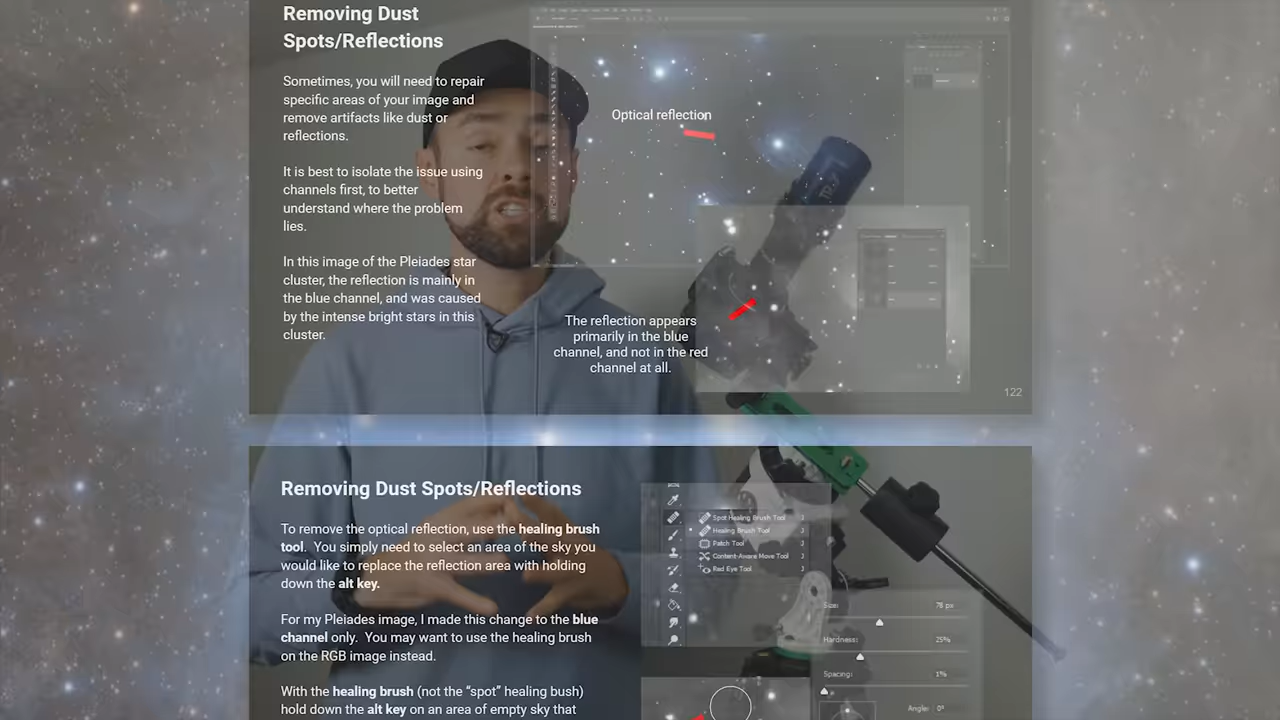 Removing Dust
Spots/Reflections
Sometimes, you will need to repair
specific areas of your image and
remove artifacts like dust or
reflections.
It is best to isolate the issue using
channels first, to better
understand where the problem
lies.
In this image of the Pleiades star
cluster, the reflection is mainly in
the blue channel, and was caused
by the intense bright stars in this
cluster.
Optical reflection
The reflection appears
primarily in the blue
channel, and not in the red
channel at all.
122
Removing Dust Spots/Reflections
To remove the optical reflection, use the healing brush
tool. You simply need to select an area of the sky you
would like to replace the reflection area with holding
down the alt key.
For my Pleiades image, I made this change to the blue
channel only. You may want to use the healing brush
on the RGB image instead.
With the healing brush (not the “spot” healing bush)
hold down the alt key on an area of empty sky that
Spot Healing Brush Tool J
Healing Brush Tool J
Patch Tool J
Content-Aware Move Tool J
Red Eye Tool J
Size: 78 px
Hardness: 25%
Spacing: 1%
Angle: 0°